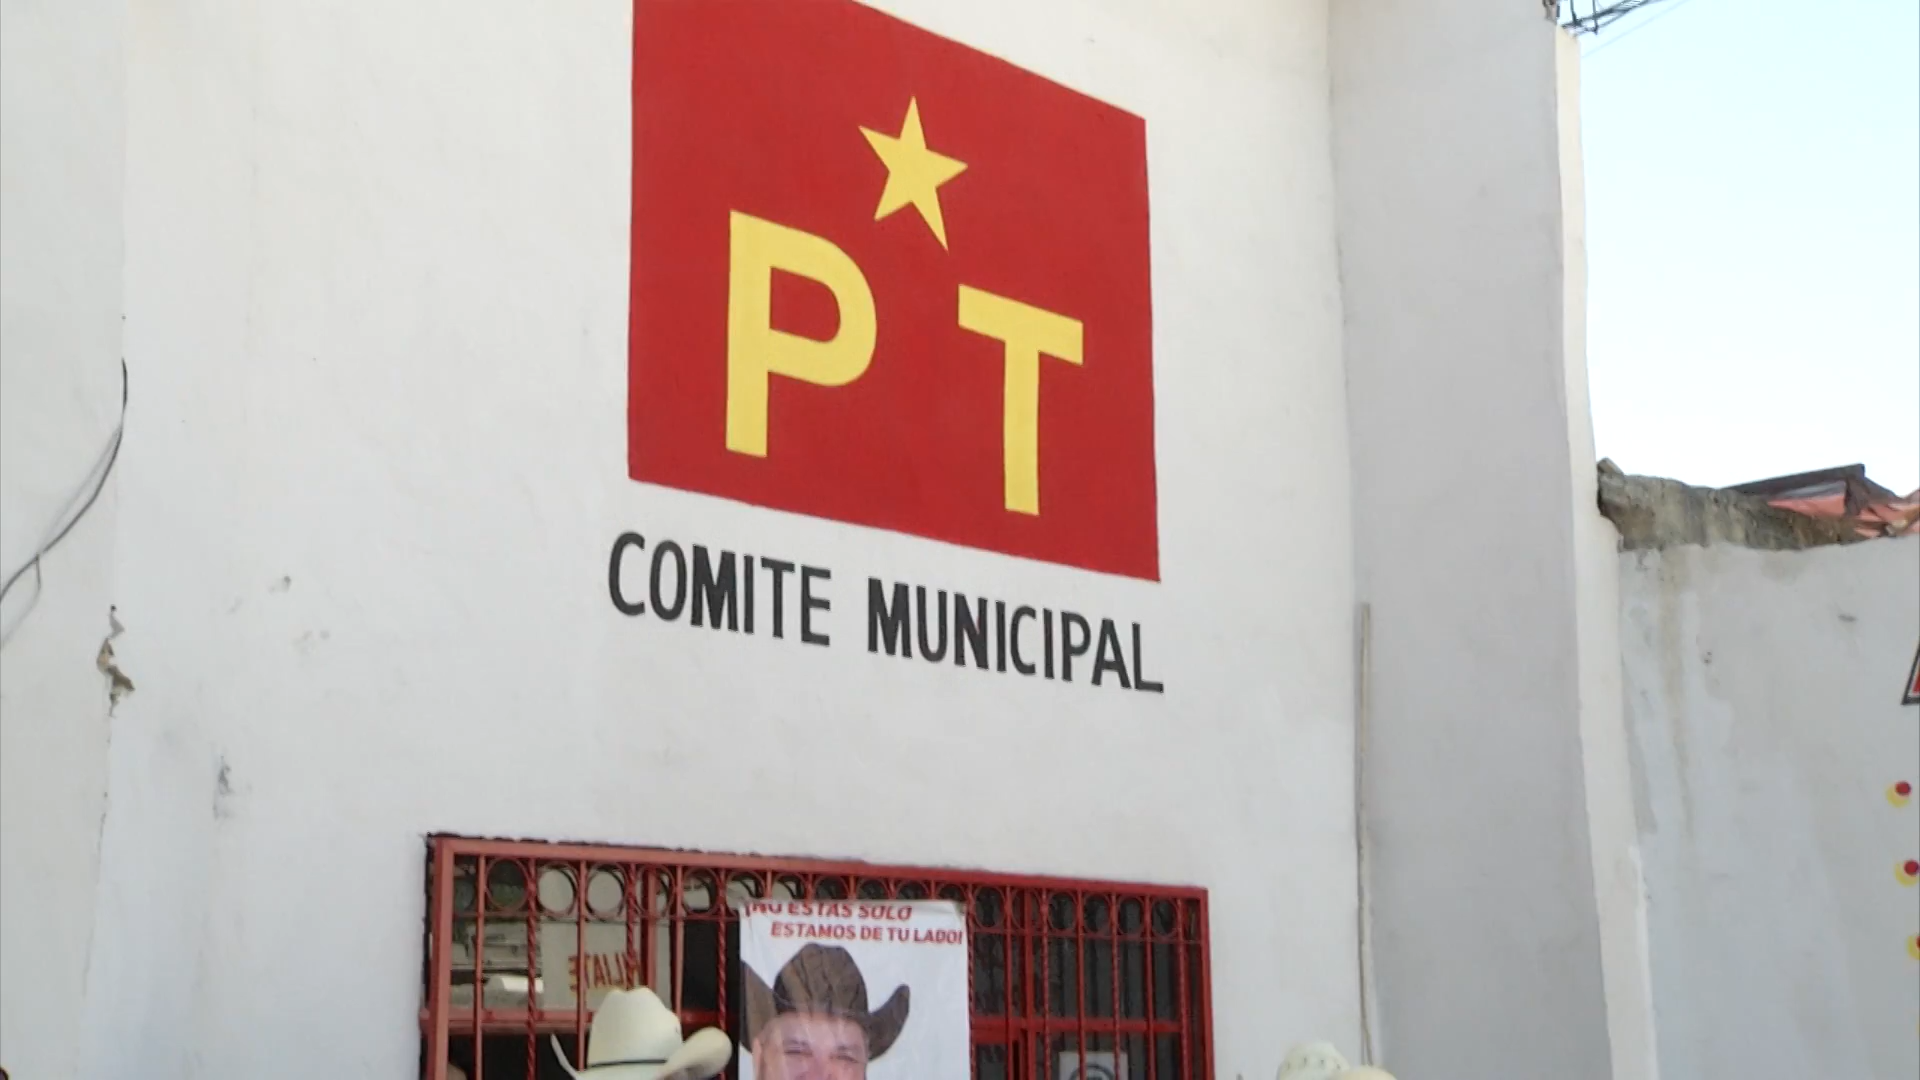 PT
COMITE MUNICIPAL
¡NO ESTAS SOLO
ESTAMOS DE TU LADO!